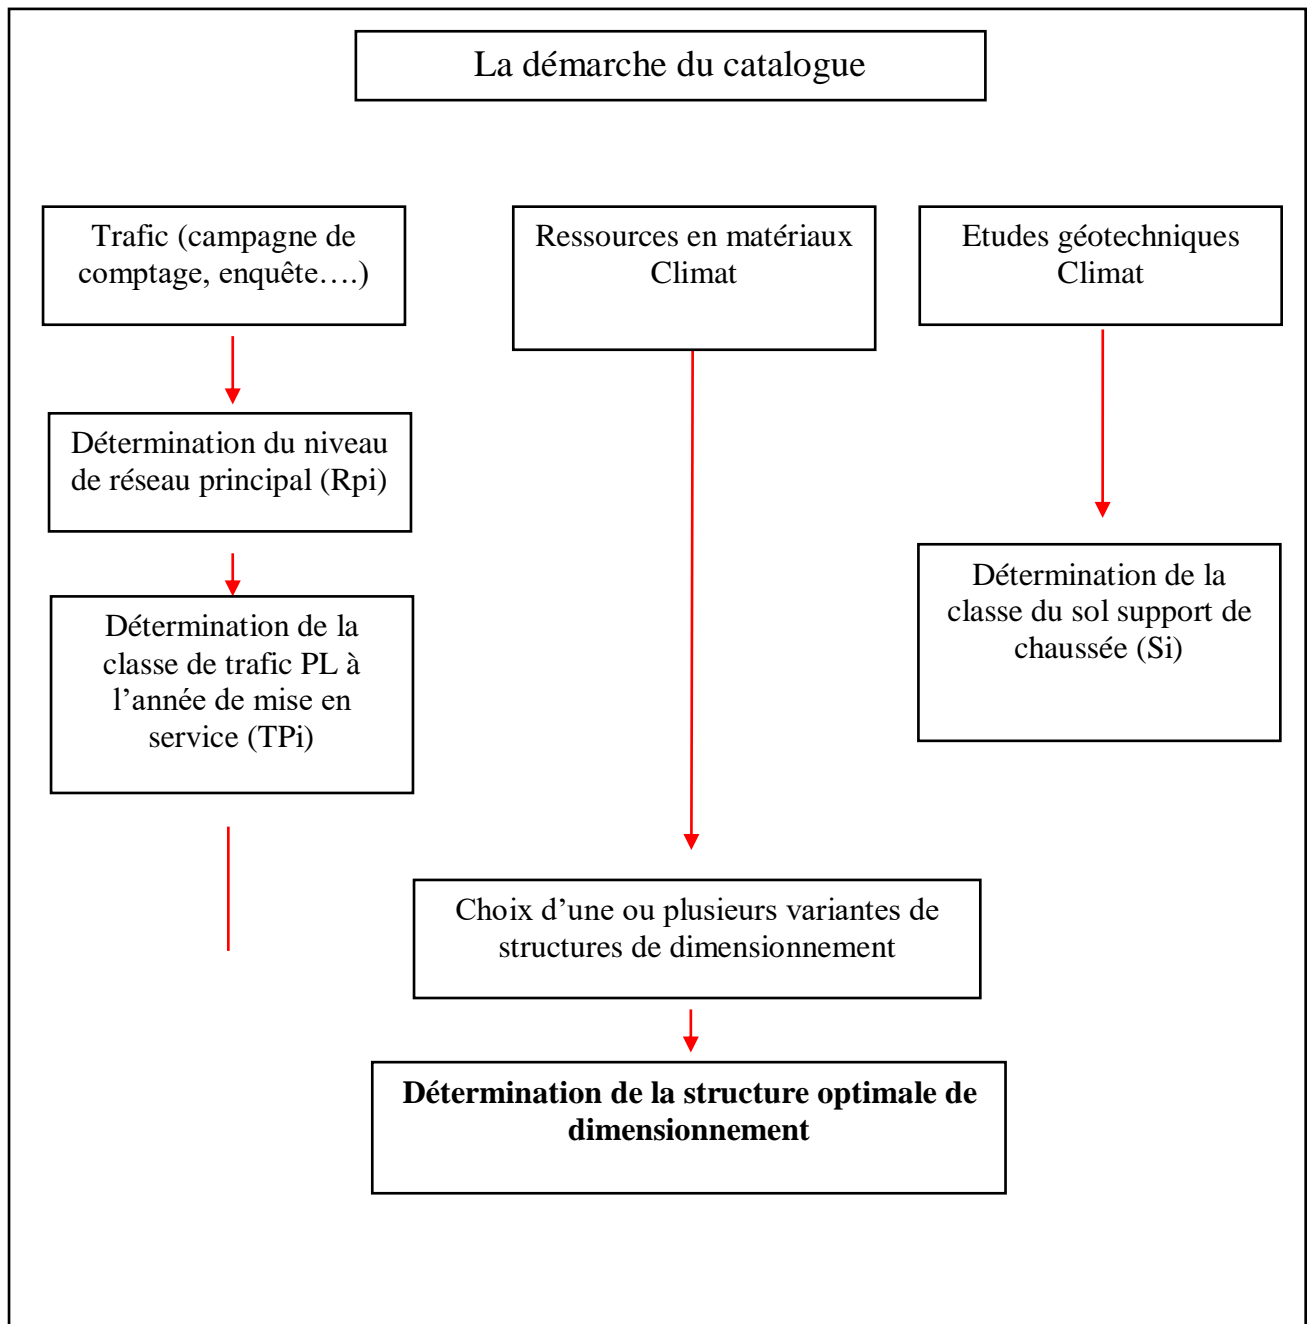 La démarche du catalogue
Trafic (campagne de
comptage, enquête….)
Ressources en matériaux
Climat
Etudes géotechniques
Climat
Détermination du niveau
de réseau principal (Rpi)
Détermination de la
classe de trafic PL à
l’année de mise en
service (TPi)
Détermination de la
classe du sol support de
chaussée (Si)
Choix d’une ou plusieurs variantes de
structures de dimensionnement
Détermination de la structure optimale de
dimensionnement